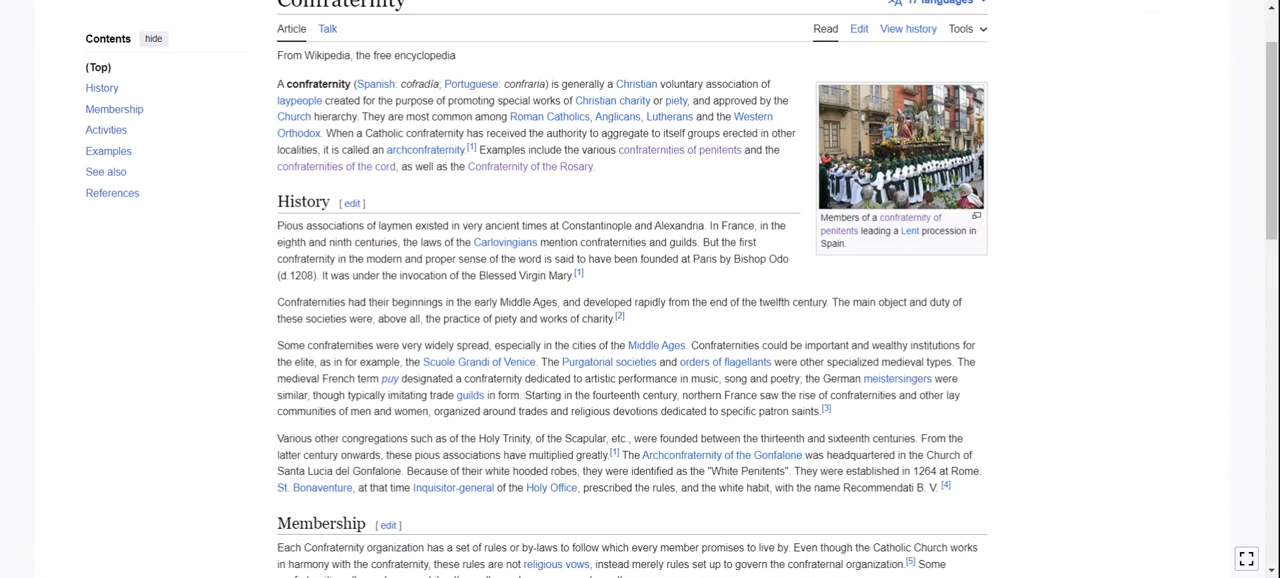 Confraternity
17 languages
Contents hide
Article Talk Read Edit View history Tools
(Top)
History
Membership
Activities
Examples
See also
References
From Wikipedia, the free encyclopedia
A confraternity (Spanish: cofradía; Portuguese: confraria) is generally a Christian voluntary association of
laypeople created for the purpose of promoting special works of Christian charity or piety, and approved by the
Church hierarchy. They are most common among Roman Catholics, Anglicans, Lutherans and the Western
Orthodox. When a Catholic confraternity has received the authority to aggregate to itself groups erected in other
localities, it is called an archconfraternity.[1] Examples include the various confraternities of penitents and the
confraternities of the cord, as well as the Confraternity of the Rosary.
Members of a confraternity of
penitents leading a Lent procession in
Spain.
History [ edit ]
Pious associations of laymen existed in very ancient times at Constantinople and Alexandria. In France, in the
eighth and ninth centuries, the laws of the Carlovingians mention confraternities and guilds. But the first
confraternity in the modern and proper sense of the word is said to have been founded at Paris by Bishop Odo
(d.1208). It was under the invocation of the Blessed Virgin Mary.[1]
Confraternities had their beginnings in the early Middle Ages, and developed rapidly from the end of the twelfth century. The main object and duty of
these societies were, above all, the practice of piety and works of charity.[2]
Some confraternities were very widely spread, especially in the cities of the Middle Ages. Confraternities could be important and wealthy institutions for
the elite, as in for example, the Scuole Grandi of Venice. The Purgatorial societies and orders of flagellants were other specialized medieval types. The
medieval French term puy designated a confraternity dedicated to artistic performance in music, song and poetry; the German meistersingers were
similar, though typically imitating trade guilds in form. Starting in the fourteenth century, northern France saw the rise of confraternities and other lay
communities of men and women, organized around trades and religious devotions dedicated to specific patron saints.[3]
Various other congregations such as of the Holy Trinity, of the Scapular, etc., were founded between the thirteenth and sixteenth centuries. From the
latter century onwards, these pious associations have multiplied greatly.[1] The Archconfraternity of the Gonfalone was headquartered in the Church of
Santa Lucia del Gonfalone. Because of their white hooded robes, they were identified as the "White Penitents". They were established in 1264 at Rome.
St. Bonaventure, at that time Inquisitor-general of the Holy Office, prescribed the rules, and the white habit, with the name Recommendati B. V. [4]
Membership [ edit ]
Each Confraternity organization has a set of rules or by-laws to follow which every member promises to live by. Even though the Catholic Church works
in harmony with the confraternity, these rules are not religious vows, instead merely rules set up to govern the confraternal organization.[5] Some